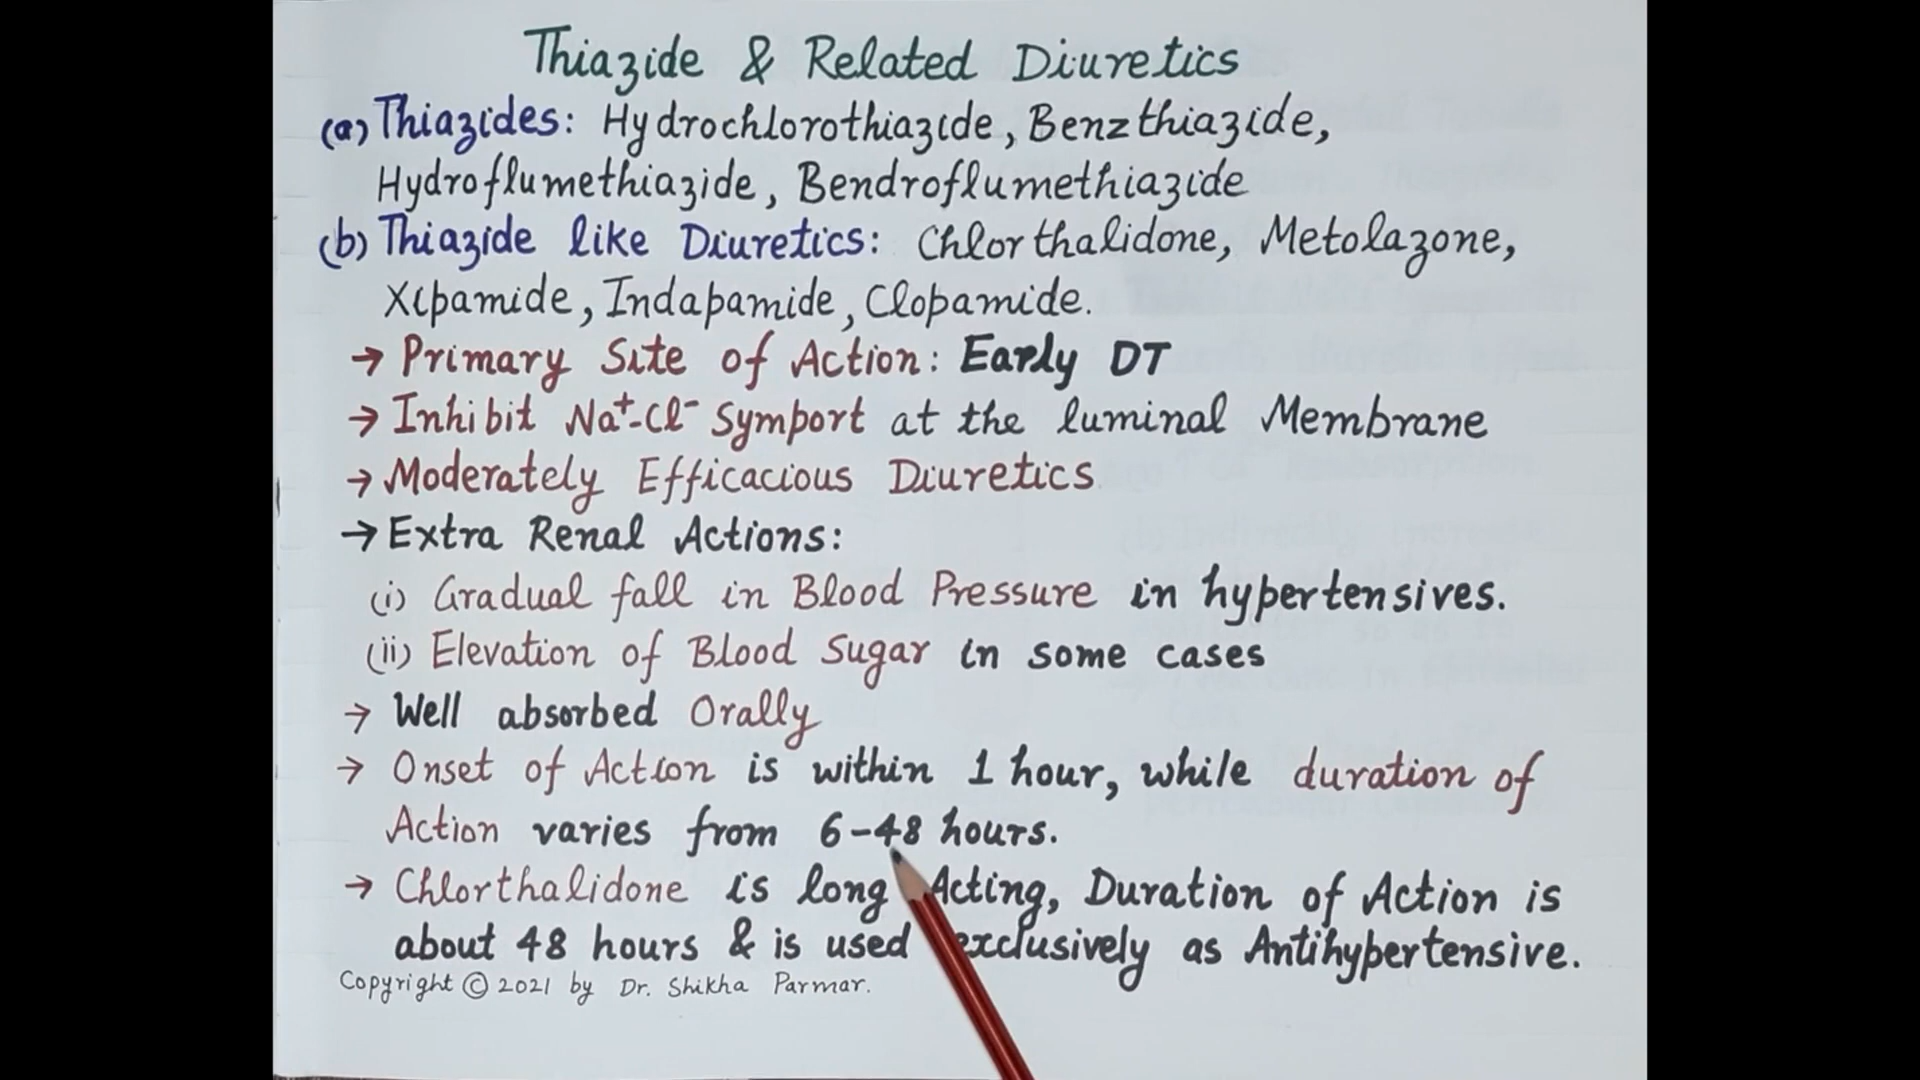 Thiazide & Related Diuretics
(a) Thiazides: Hydrochlorothiazide, Benzthiazide,
Hydroflumethiazide, Bendroflumethiazide
(b) Thiazide like Diuretics: Chlorthalidone, Metolazone,
Xipamide, Indapamide, Clopamide.
→ Primary Site of Action: Early DT
→ Inhibit Na⁺-Cl⁻ Symport at the luminal Membrane
→ Moderately Efficacious Diuretics
→ Extra Renal Actions:
(i) Gradual fall in Blood Pressure in hypertensives.
(ii) Elevation of Blood Sugar in some cases
→ Well absorbed Orally
→ Onset of Action is within 1 hour, while duration of
Action varies from 6-48 hours.
→ Chlorthalidone is long Acting, Duration of Action is
about 48 hours & is used exclusively as Antihypertensive.
Copyright © 2021 by Dr. Shikha Parmar.